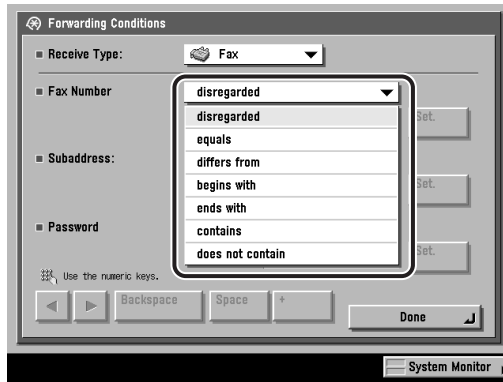 Forwarding Conditions
Receive Type: Fax
Fax Number disregarded
disregarded
Set.
equals
Subaddress: differs from
begins with
Set.
ends with
Password contains
does not contain
Set.
Use the numeric keys.
Backspace Space +
Done
System Monitor